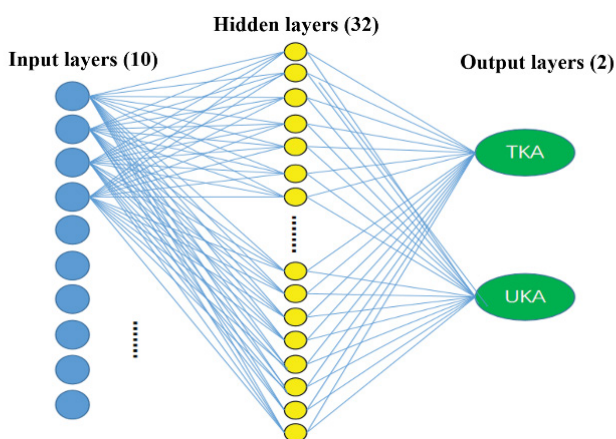 Hidden layers (32)
Input layers (10)
Output layers (2)
TKA
UKA